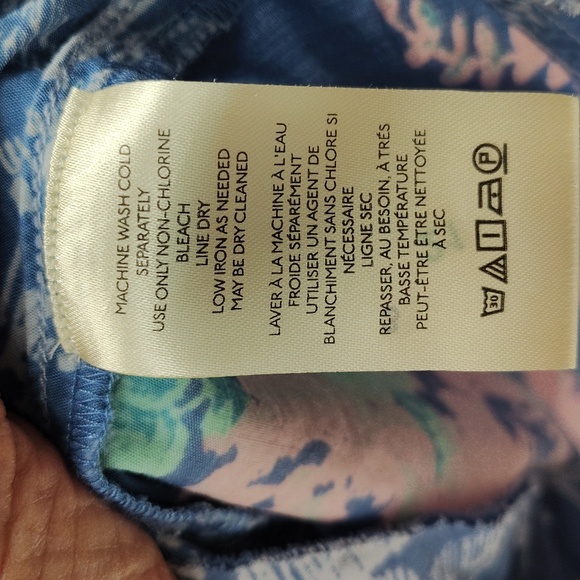 MACHINE WASH COLD
SEPARATELY
USE ONLY NON-CHLORINE
BLEACH
LINE DRY
LOW IRON AS NEEDED
MAY BE DRY CLEANED
LAVER À LA MACHINE À L'EAU
FROIDE SÉPARÉMENT
UTILISER UN AGENT DE
BLANCHIMENT SANS CHLORE SI
NÉCESSAIRE
LIGNE SEC
REPASSER, AU BESOIN, À TRÉS
BASSE TEMPÉRATURE
PEUT-ÊTRE ÊTRE NETTOYÉE
À SEC
30 P